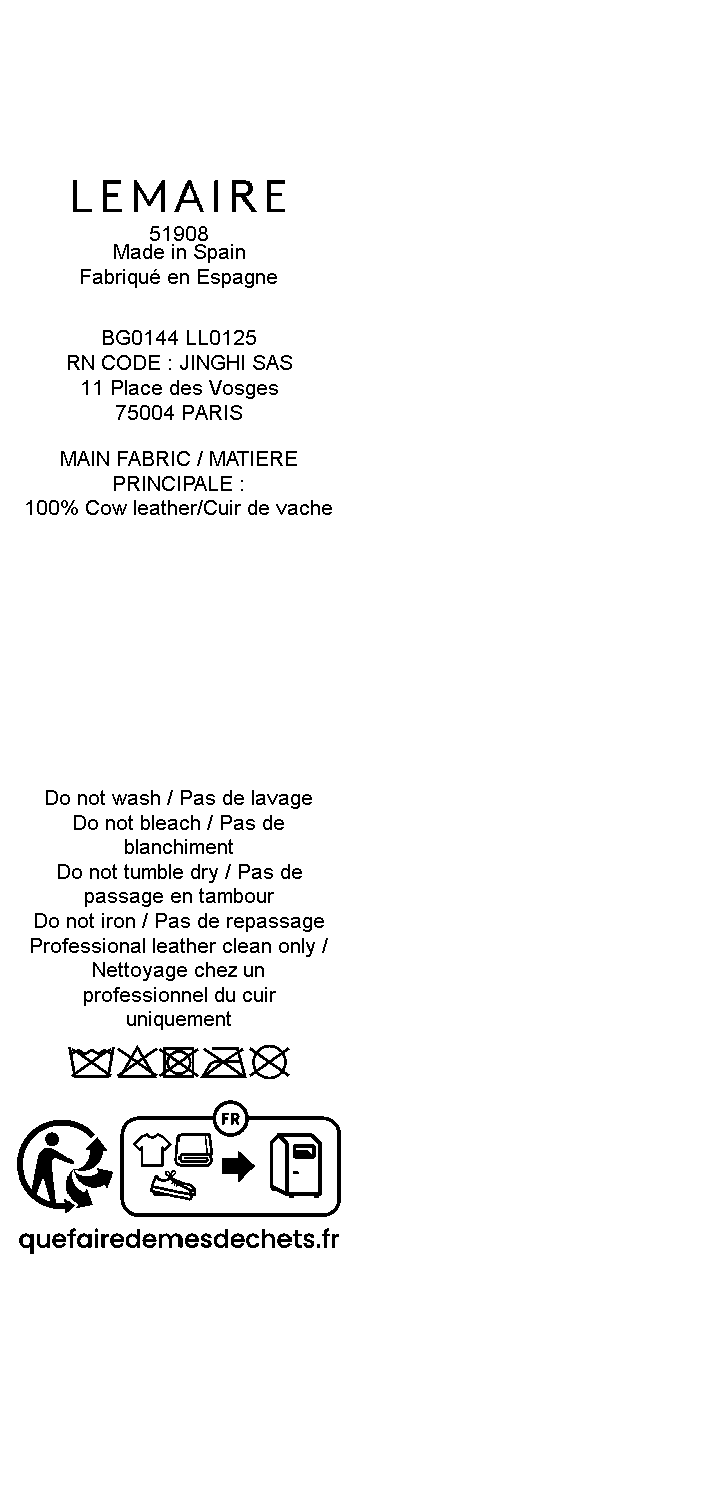 LEMAIRE
51908
Made in Spain
Fabriqué en Espagne
BG0144 LL0125
RN CODE : JINGHI SAS
11 Place des Vosges
75004 PARIS
MAIN FABRIC / MATIERE
PRINCIPALE :
100% Cow leather/Cuir de vache
Do not wash / Pas de lavage
Do not bleach / Pas de
blanchiment
Do not tumble dry / Pas de
passage en tambour
Do not iron / Pas de repassage
Professional leather clean only /
Nettoyage chez un
professionnel du cuir
uniquement
FR
quefairedemesdechets.fr